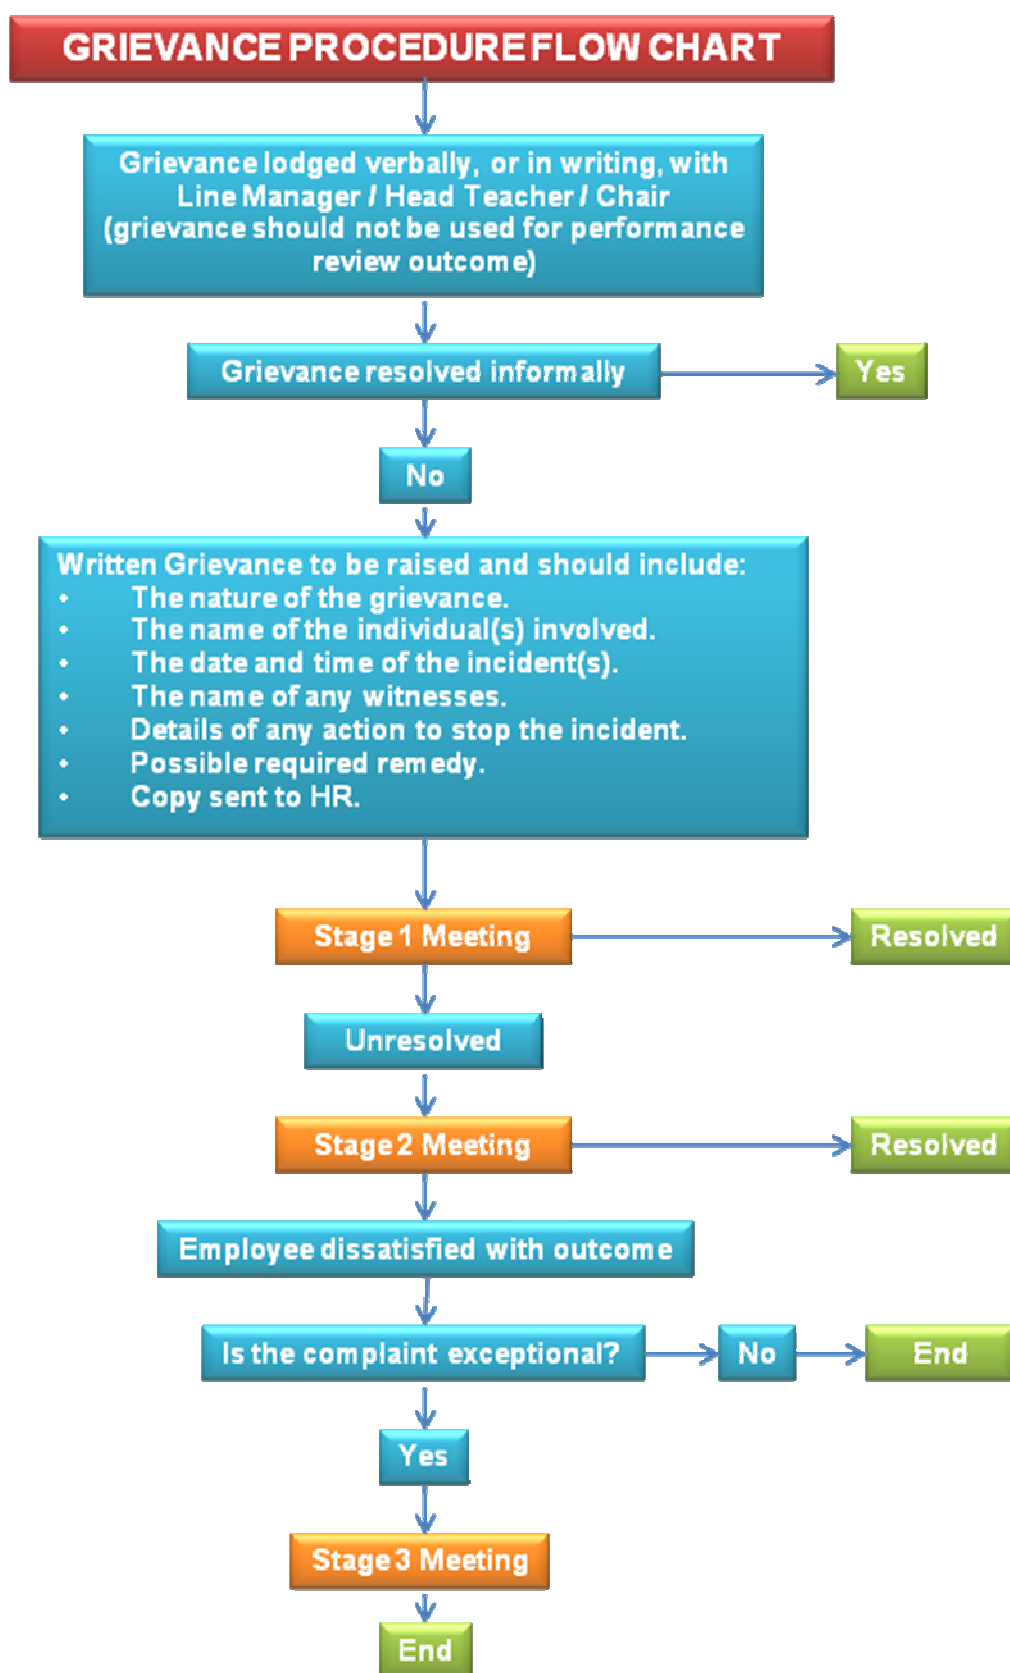 GRIEVANCE PROCEDURE FLOW CHART
Grievance lodged verbally, or in writing, with
Line Manager / Head Teacher / Chair
(grievance should not be used for performance
review outcome)
Grievance resolved informally
Yes
No
Written Grievance to be raised and should include:
• The nature of the grievance.
• The name of the individual(s) involved.
• The date and time of the incident(s).
• The name of any witnesses.
• Details of any action to stop the incident.
• Possible required remedy.
• Copy sent to HR.
Stage 1 Meeting
Resolved
Unresolved
Stage 2 Meeting
Resolved
Employee dissatisfied with outcome
Is the complaint exceptional?
No
End
Yes
Stage 3 Meeting
End